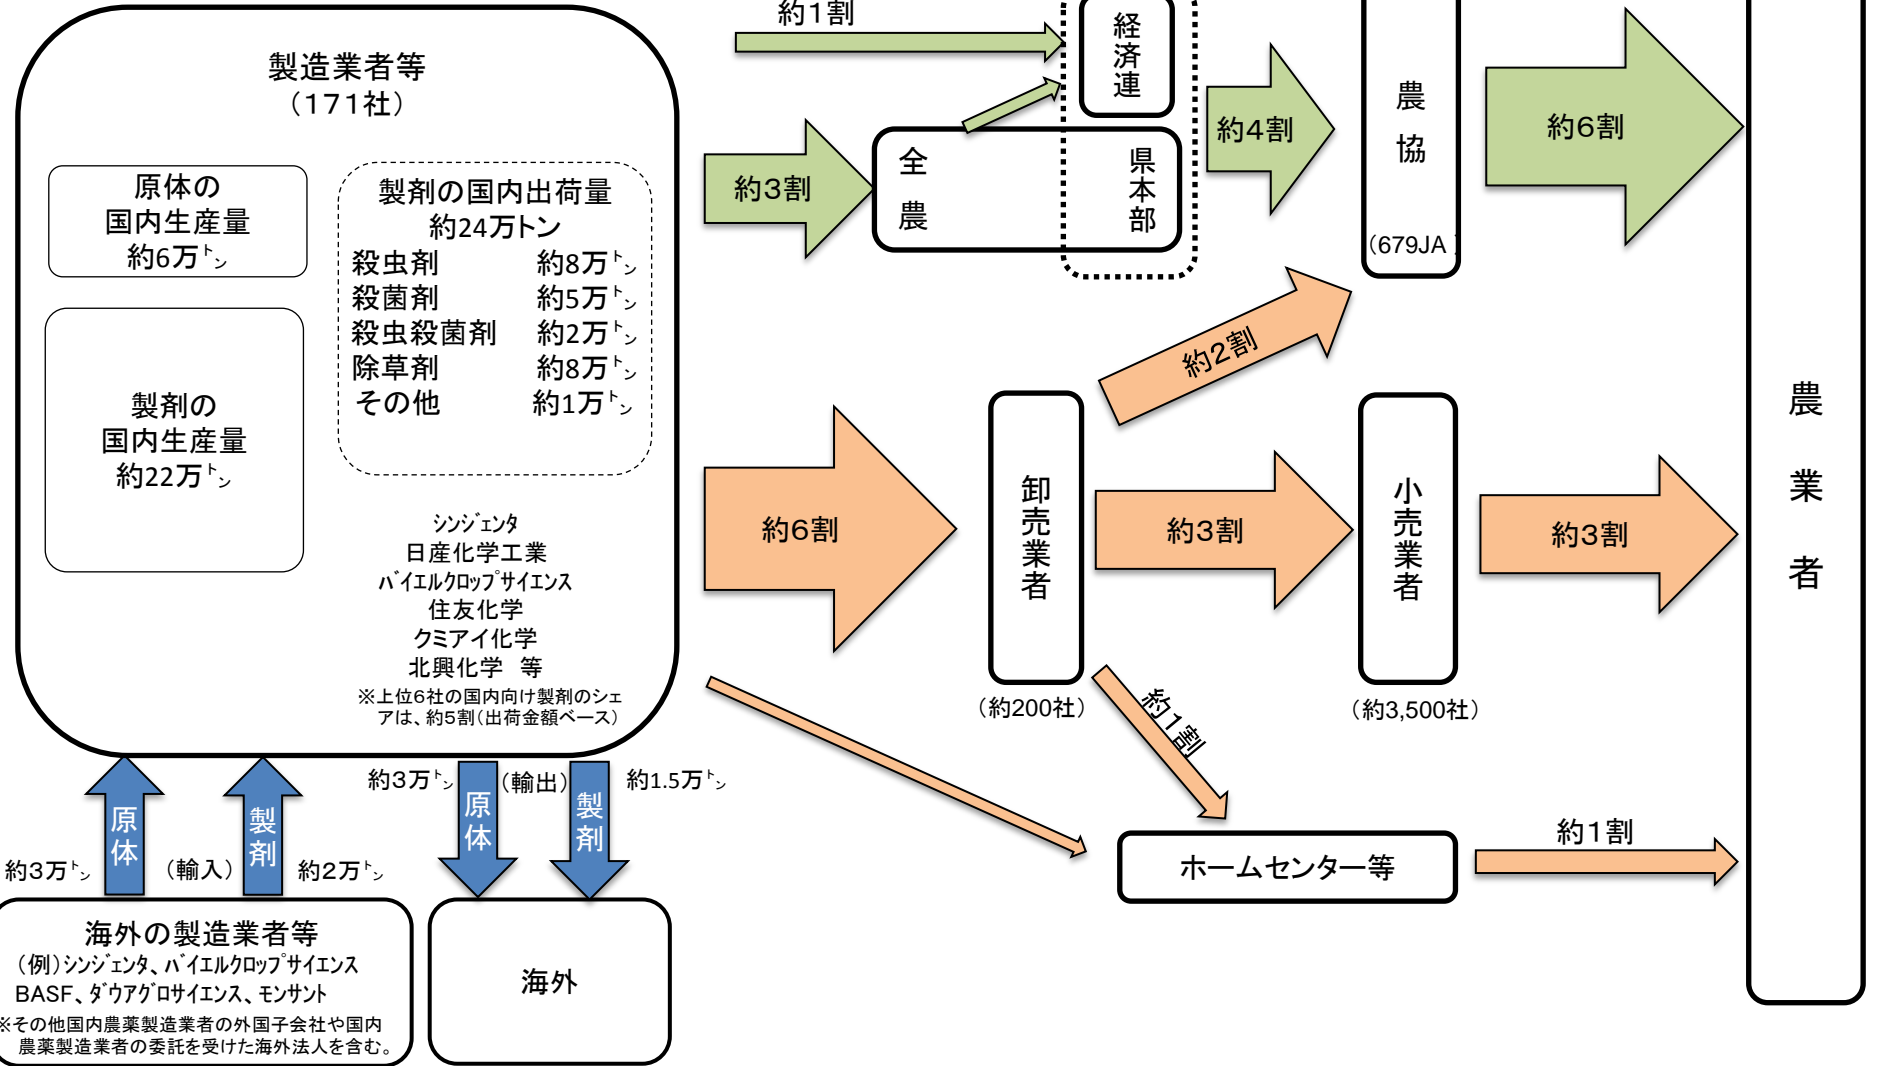 製造業者等
（171社）
原体の
国内生産量
約6万㌧
製剤の
国内生産量
約22万㌧
製剤の国内出荷量
約24万トン
殺虫剤 約8万㌧
殺菌剤 約5万㌧
殺虫殺菌剤 約2万㌧
除草剤 約8万㌧
その他 約1万㌧
ｼﾝｼﾞｪﾝﾀ
日産化学工業
ﾊﾞｲｴﾙｸﾛｯﾌﾟｻｲｴﾝｽ
住友化学
クミアイ化学
北興化学 等
※上位6社の国内向け製剤のシェ
アは、約5割（出荷金額ベース）
約1割
経済連
約3割
全農
県本部
約4割
農協
（679JA）
約6割
約2割
約6割
卸売業者
（約200社）
約3割
小売業者
（約3,500社）
約3割
約1割
ホームセンター等
約1割
農業者
約3万㌧
原体
（輸入）
製剤
約2万㌧
約3万㌧
原体
（輸出）
製剤
約1.5万㌧
海外の製造業者等
（例）ｼﾝｼﾞｪﾝﾀ、ﾊﾞｲｴﾙｸﾛｯﾌﾟｻｲｴﾝｽ
BASF、ﾀﾞｳｱｸﾞﾛｻｲｴﾝｽ、ﾓﾝｻﾝﾄ
※その他国内農薬製造業者の外国子会社や国内
農薬製造業者の委託を受けた海外法人を含む。
海外